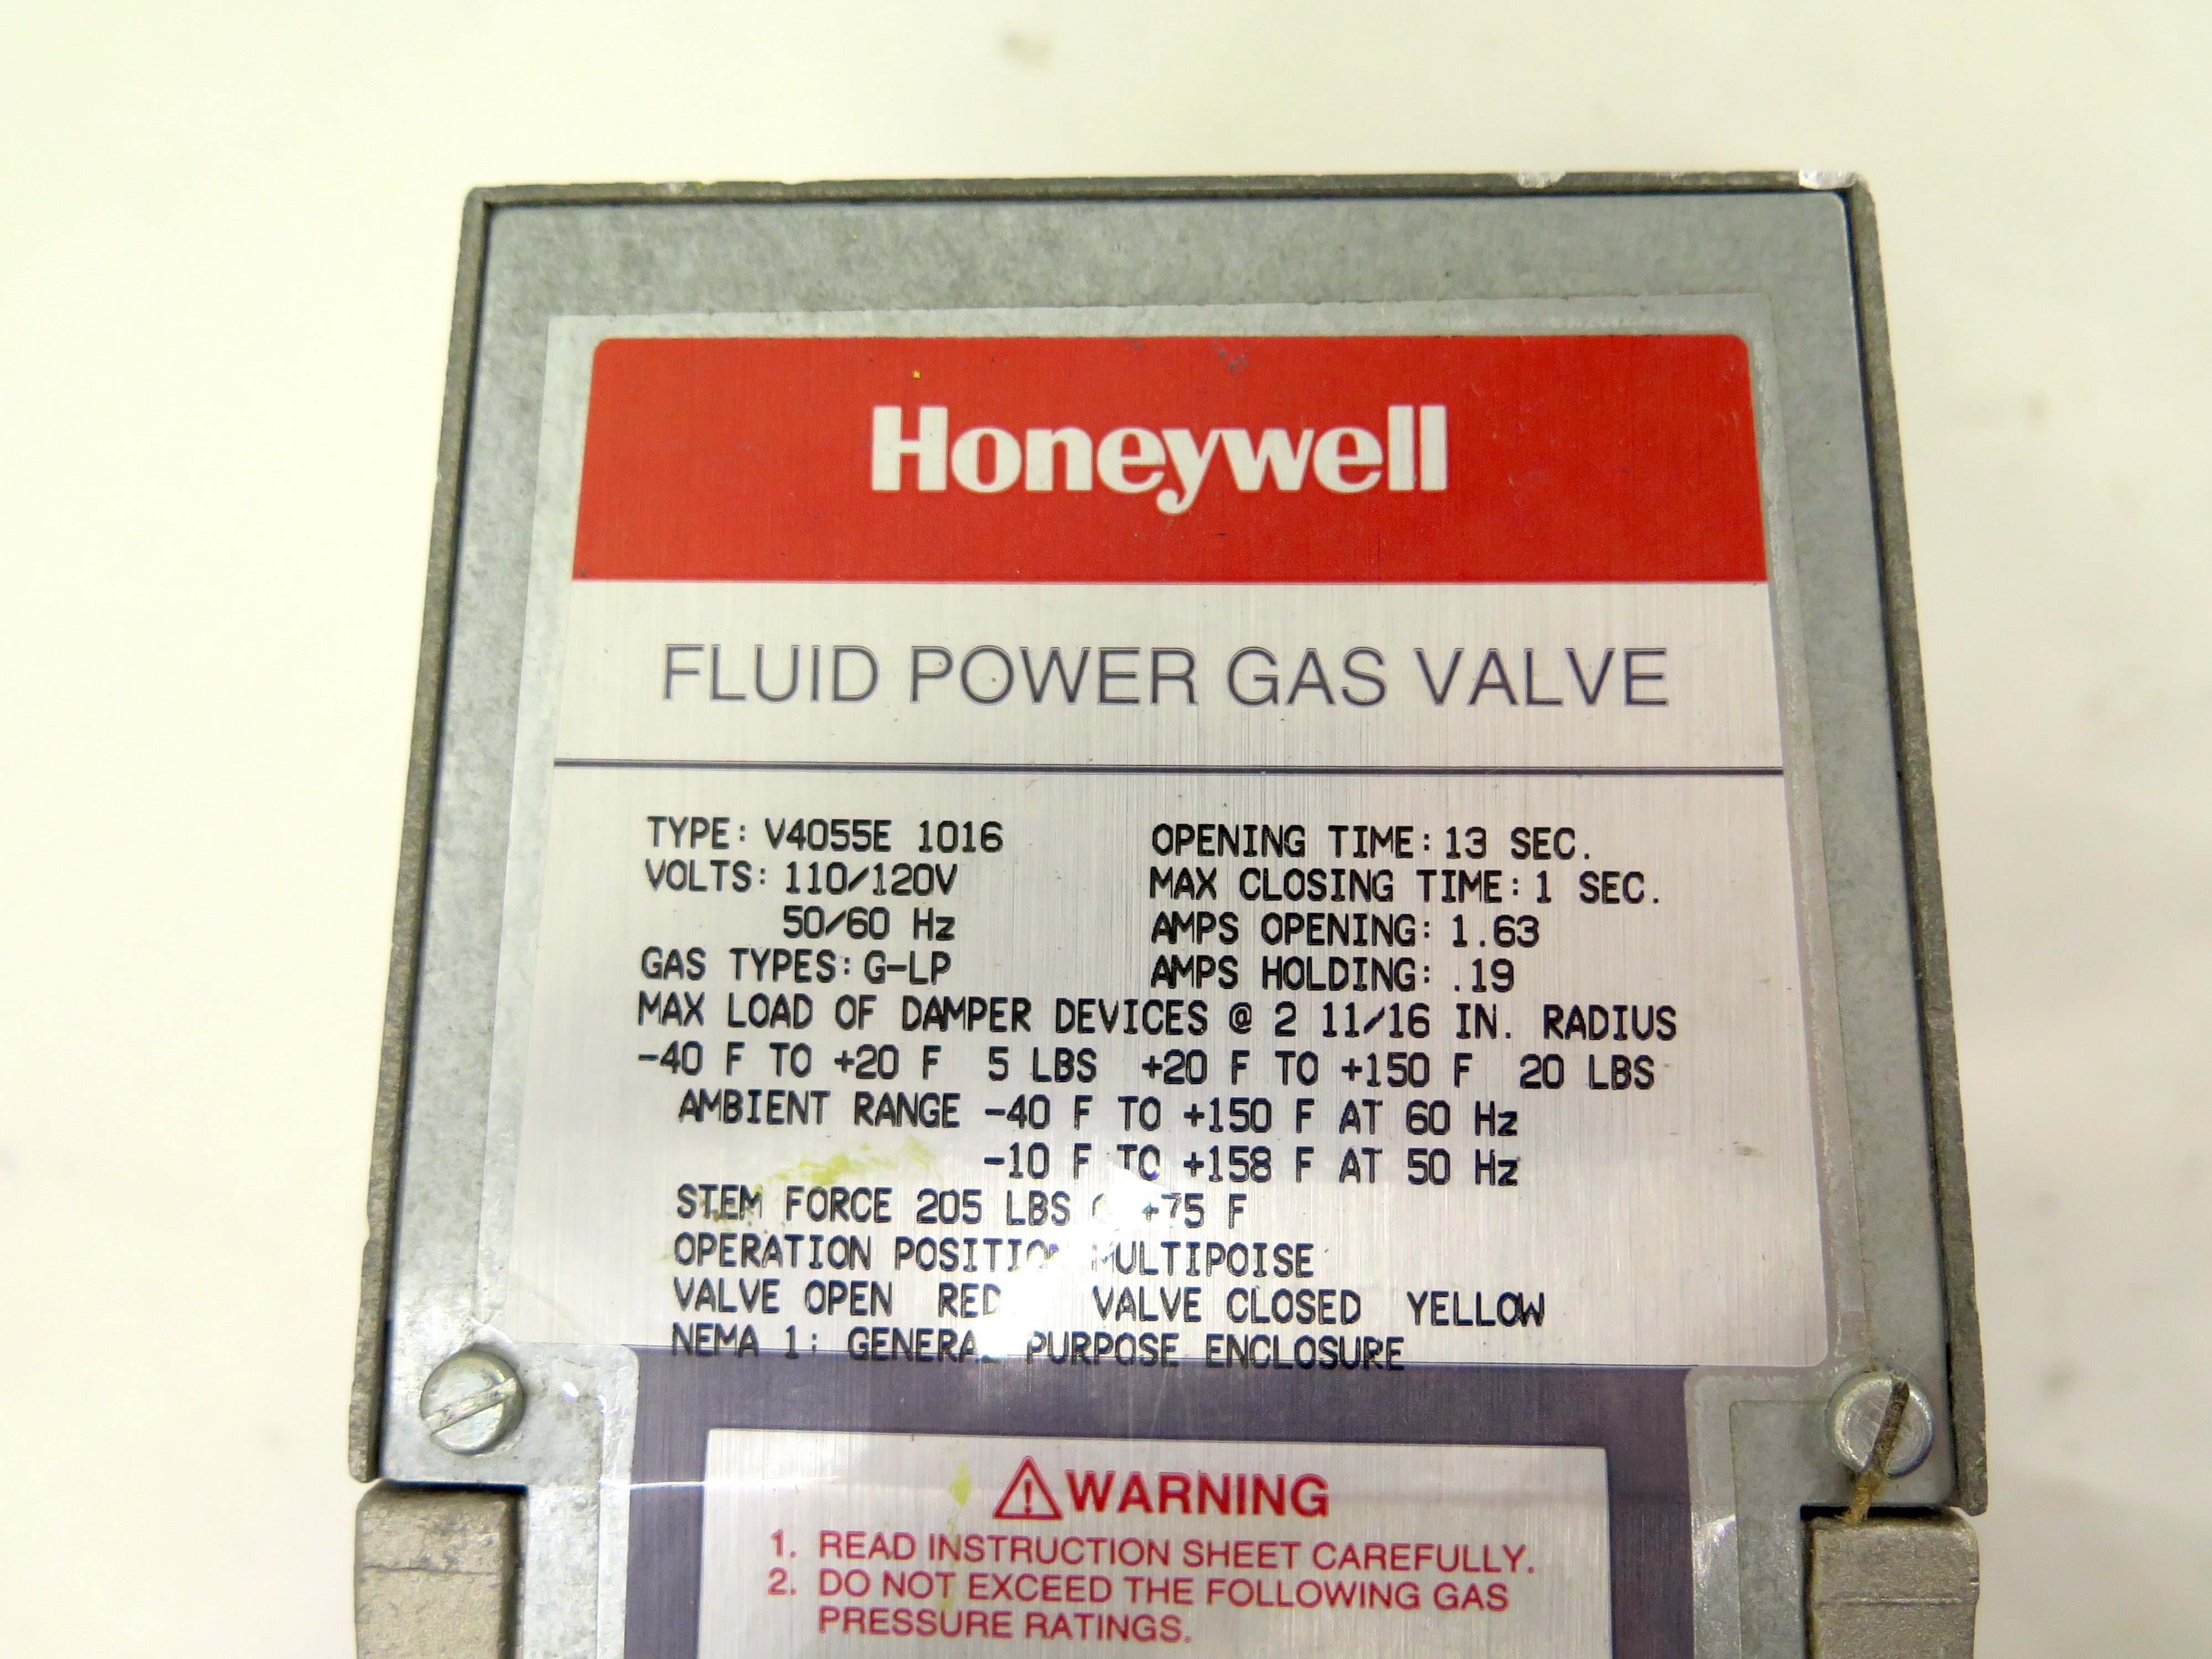 Honeywell
FLUID POWER GAS VALVE
TYPE: V4055E 1016
VOLTS: 110/120V
50/60 Hz
GAS TYPES: G-LP
OPENING TIME: 13 SEC.
MAX CLOSING TIME: 1 SEC.
AMPS OPENING: 1.63
AMPS HOLDING: .19
MAX LOAD OF DAMPER DEVICES @ 2 11/16 IN. RADIUS
-40 F TO +20 F 5 LBS +20 F TO +150 F 20 LBS
AMBIENT RANGE -40 F TO +150 F AT 60 Hz
-10 F TO +158 F AT 50 Hz
STEM FORCE 205 LBS @ +75 F
OPERATION POSITION MULTIPOISE
VALVE OPEN RED VALVE CLOSED YELLOW
NEMA 1: GENERAL PURPOSE ENCLOSURE
⚠ WARNING
1. READ INSTRUCTION SHEET CAREFULLY.
2. DO NOT EXCEED THE FOLLOWING GAS
PRESSURE RATINGS.